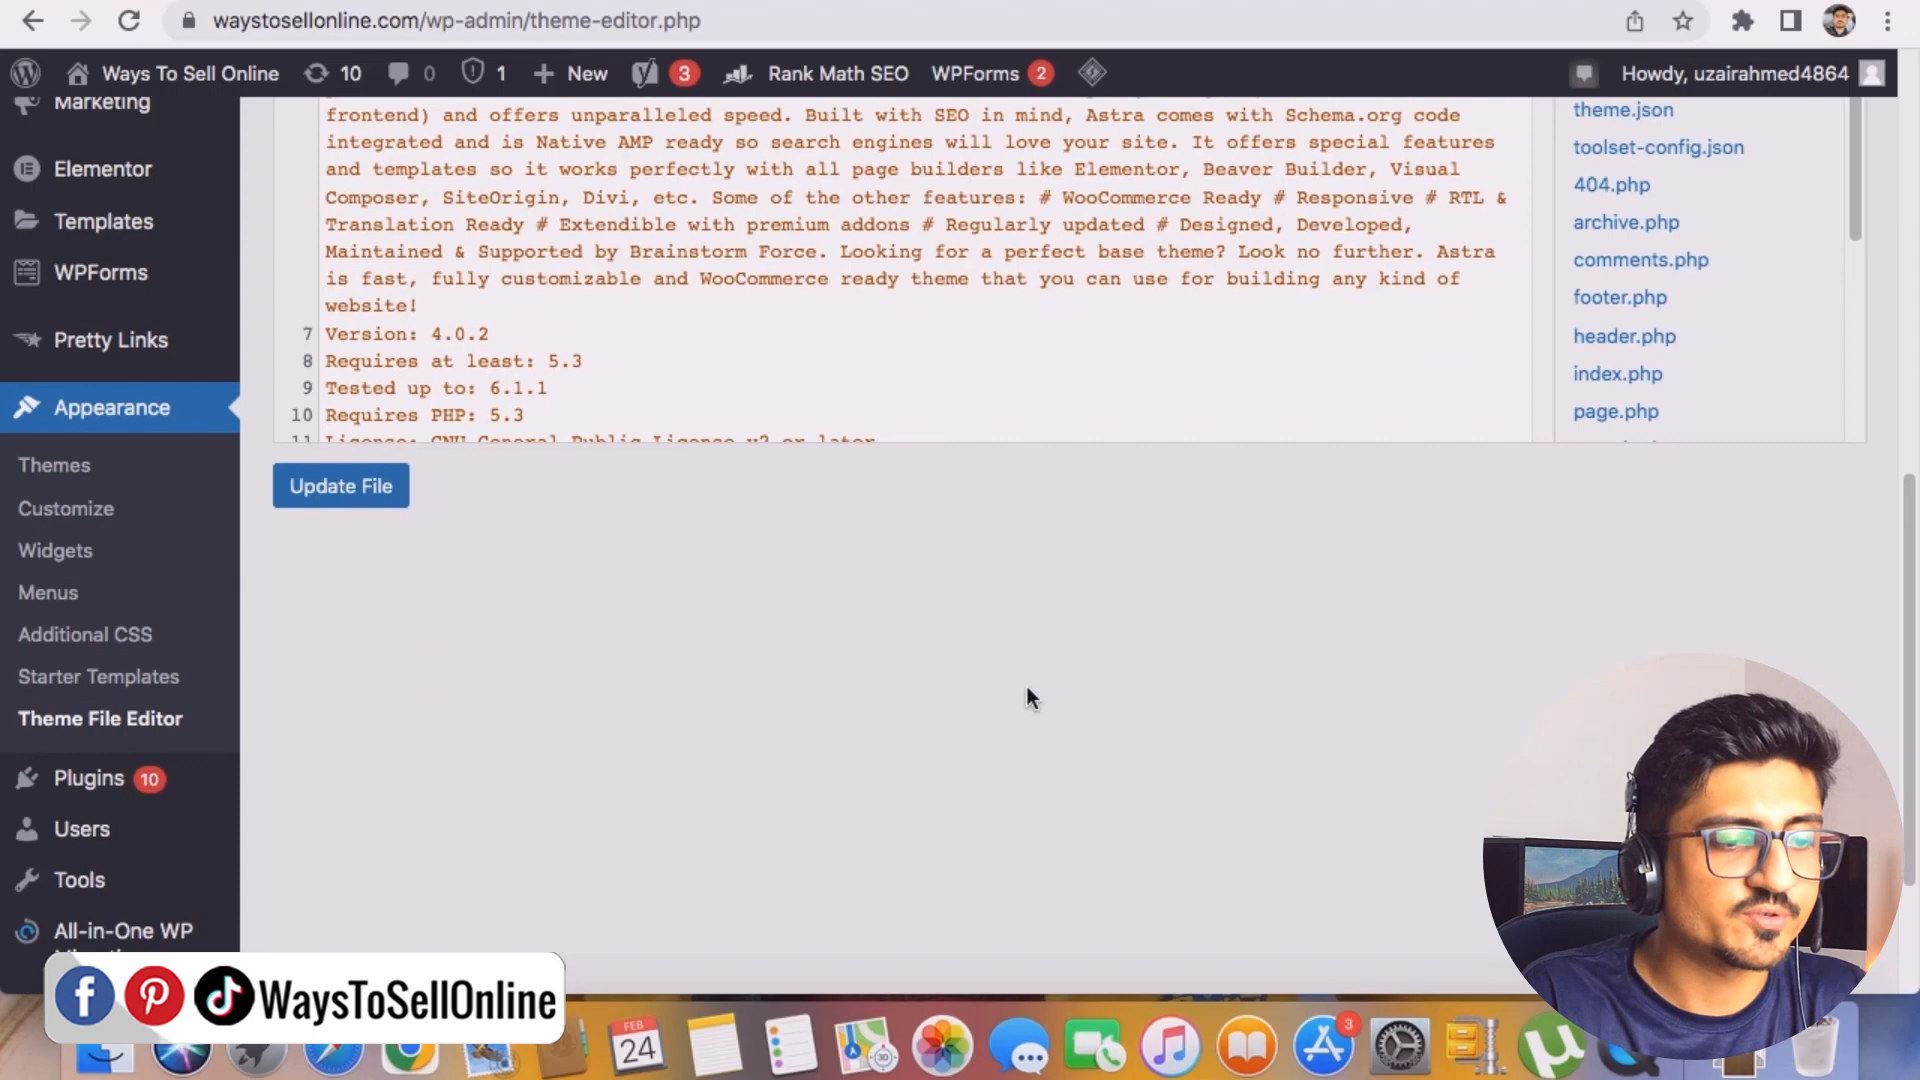 waystosellonline.com/wp-admin/theme-editor.php
Ways To Sell Online 10 0 1 New 3 Rank Math SEO WPForms 2 Howdy, uzairahmed4864
Marketing
Elementor
Templates
WPForms
Pretty Links
Appearance
Themes
Customize
Widgets
Menus
Additional CSS
Starter Templates
Theme File Editor
Plugins 10
Users
Tools
All-in-One WP
frontend) and offers unparalleled speed. Built with SEO in mind, Astra comes with Schema.org code
integrated and is Native AMP ready so search engines will love your site. It offers special features
and templates so it works perfectly with all page builders like Elementor, Beaver Builder, Visual
Composer, SiteOrigin, Divi, etc. Some of the other features: # WooCommerce Ready # Responsive # RTL &
Translation Ready # Extendible with premium addons # Regularly updated # Designed, Developed,
Maintained & Supported by Brainstorm Force. Looking for a perfect base theme? Look no further. Astra
is fast, fully customizable and WooCommerce ready theme that you can use for building any kind of
website!
7 Version: 4.0.2
8 Requires at least: 5.3
9 Tested up to: 6.1.1
10 Requires PHP: 5.3
11 License: GNU General Public License v2 or later
Update File
theme.json
toolset-config.json
404.php
archive.php
comments.php
footer.php
header.php
index.php
page.php
WaysToSellOnline
FEB
24
3D
3